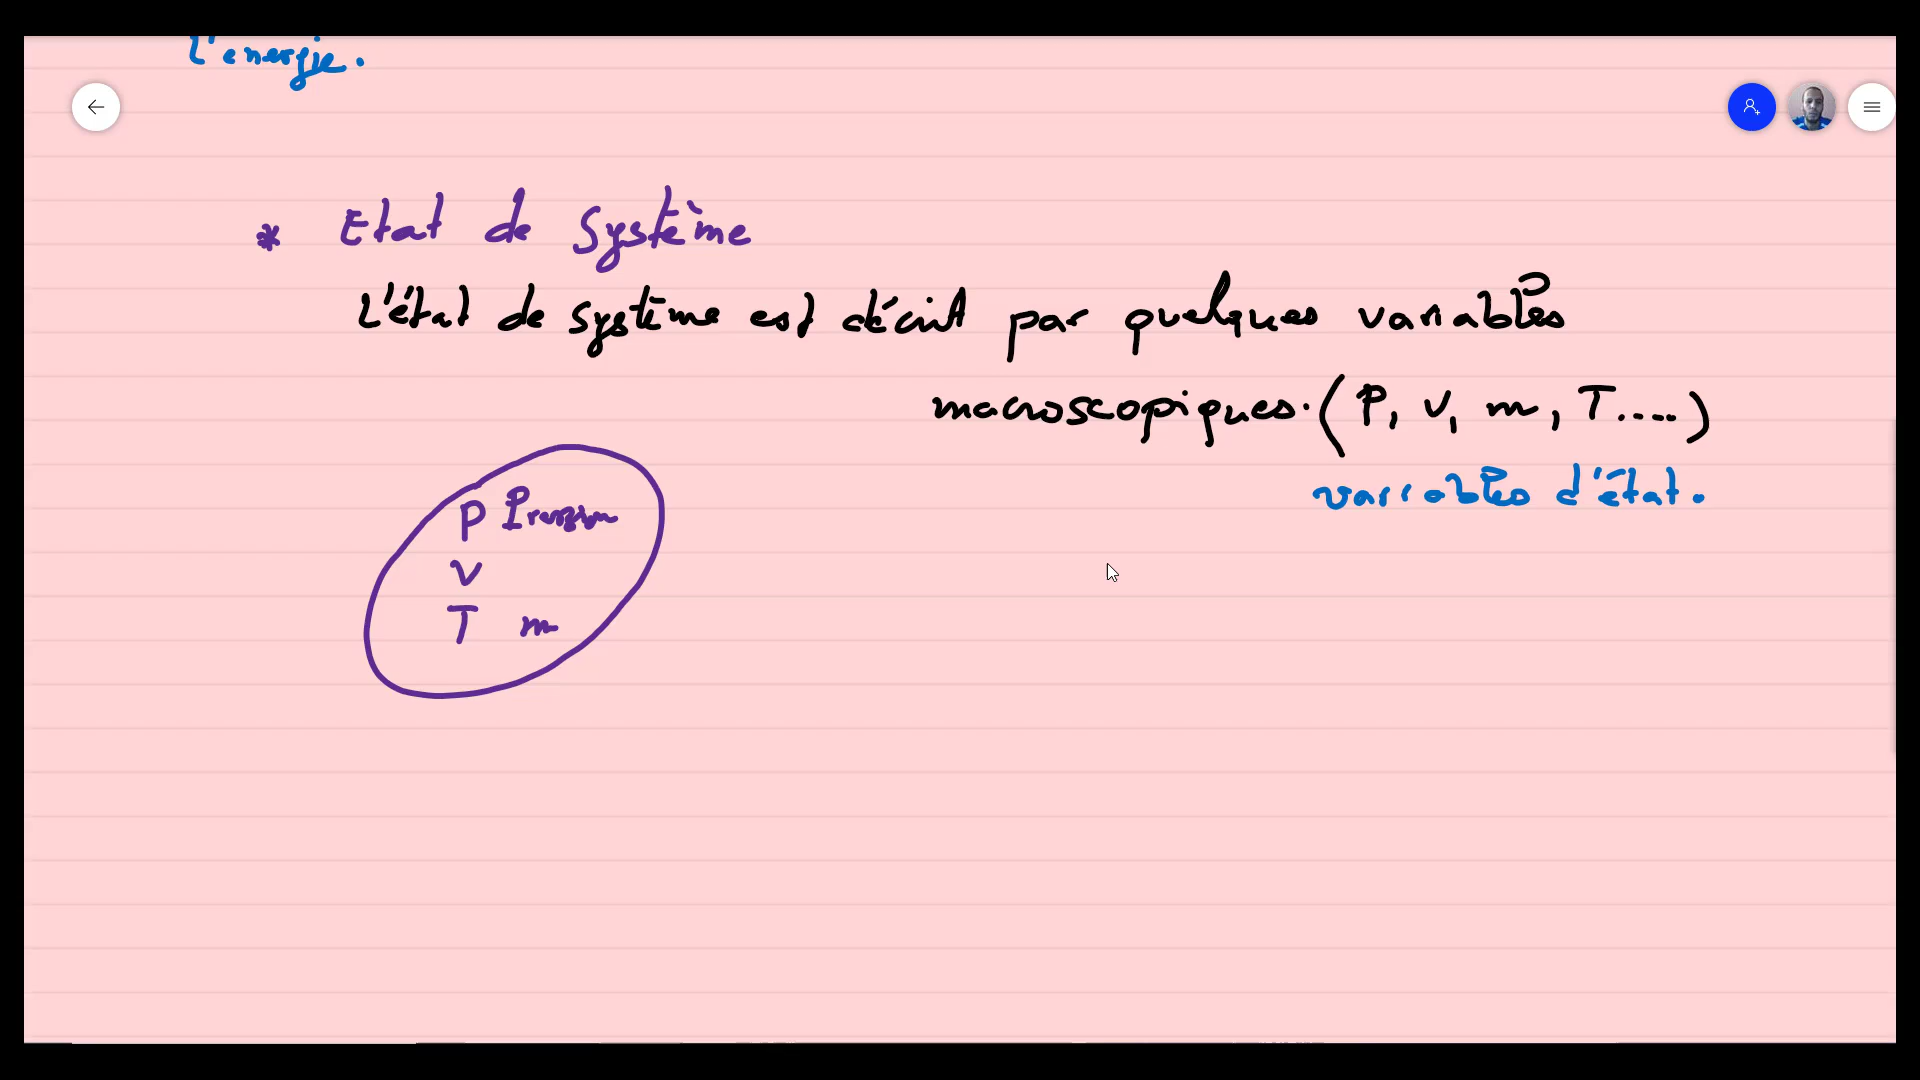 l'energie.
* Etat de Système
L'état de système est décrit par quelques variables
macroscopiques. (P, V, m, T....)
variables d'état.
P Pression
V
T m